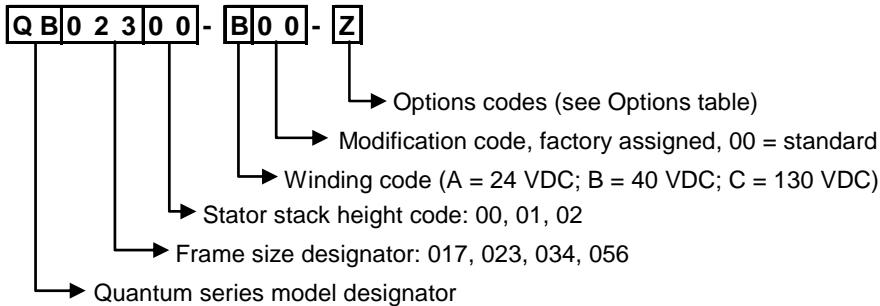 QB02300-B00-Z
Options codes (see Options table)
Modification code, factory assigned, 00 = standard
Winding code (A = 24 VDC; B = 40 VDC; C = 130 VDC)
Stator stack height code: 00, 01, 02
Frame size designator: 017, 023, 034, 056
Quantum series model designator